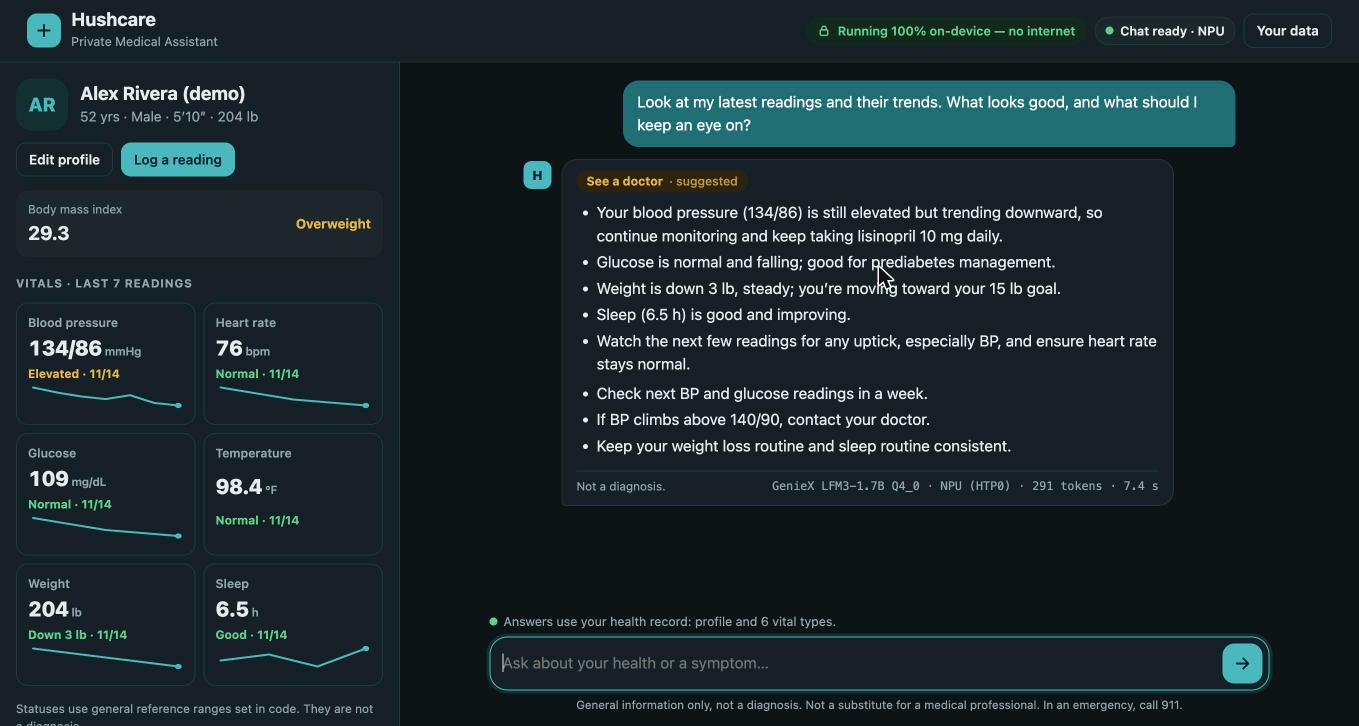 Hushcare
Private Medical Assistant
Running 100% on-device — no internet
Chat ready · NPU
Your data
AR
Alex Rivera (demo)
52 yrs · Male · 5′10″ · 204 lb
Edit profile
Log a reading
Body mass index
29.3
Overweight
VITALS · LAST 7 READINGS
Blood pressure
134/86 mmHg
Elevated · 11/14
Heart rate
76 bpm
Normal · 11/14
Glucose
109 mg/dL
Normal · 11/14
Temperature
98.4 °F
Normal · 11/14
Weight
204 lb
Down 3 lb · 11/14
Sleep
6.5 h
Good · 11/14
Statuses use general reference ranges set in code. They are not
a diagnosis.
Look at my latest readings and their trends. What looks good, and what should I
keep an eye on?
H
See a doctor · suggested
• Your blood pressure (134/86) is still elevated but trending downward, so
continue monitoring and keep taking lisinopril 10 mg daily.
• Glucose is normal and falling; good for prediabetes management.
• Weight is down 3 lb, steady; you’re moving toward your 15 lb goal.
• Sleep (6.5 h) is good and improving.
• Watch the next few readings for any uptick, especially BP, and ensure heart rate
stays normal.
• Check next BP and glucose readings in a week.
• If BP climbs above 140/90, contact your doctor.
• Keep your weight loss routine and sleep routine consistent.
Not a diagnosis.
GenieX LFM3-1.7B Q4_0 · NPU (HTP0) · 291 tokens · 7.4 s
Answers use your health record: profile and 6 vital types.
Ask about your health or a symptom...
General information only, not a diagnosis. Not a substitute for a medical professional. In an emergency, call 911.